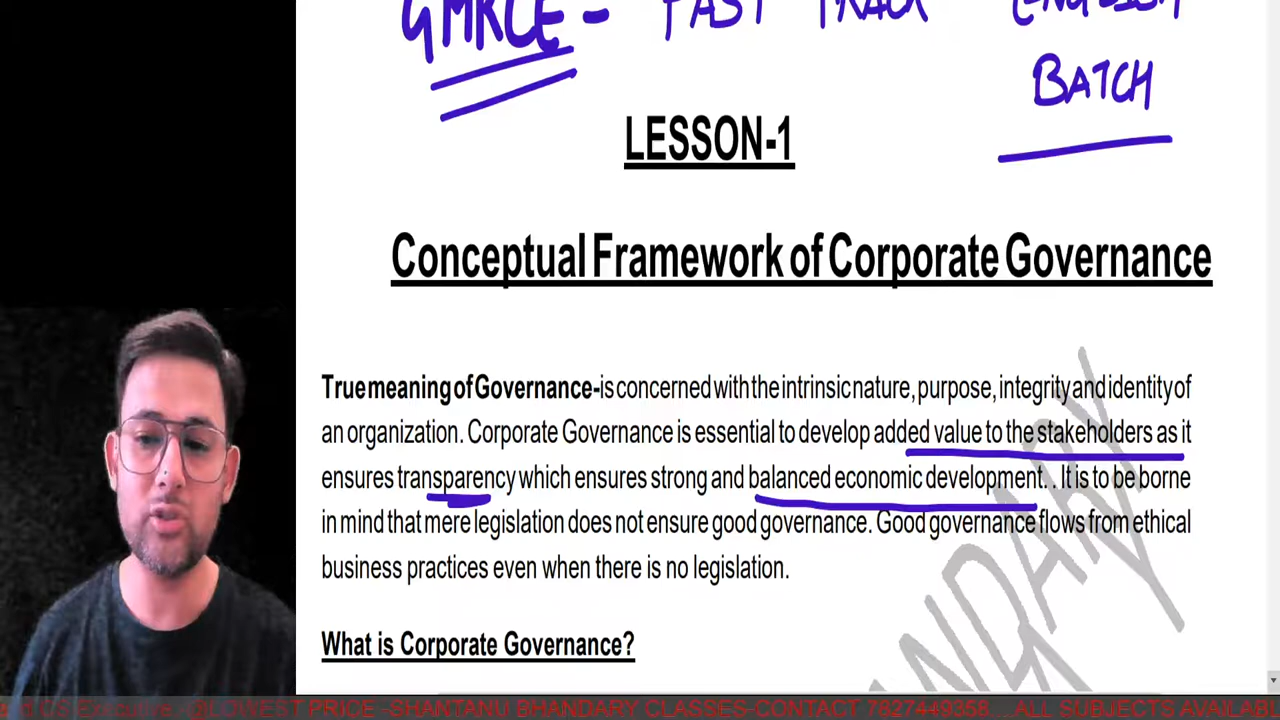 GMRCE - FAST TRACK ENGLISH
BATCH
LESSON-1
Conceptual Framework of Corporate Governance
True meaning of Governance-is concerned with the intrinsic nature, purpose, integrity and identity of
an organization. Corporate Governance is essential to develop added value to the stakeholders as it
ensures transparency which ensures strong and balanced economic development. . It is to be borne
in mind that mere legislation does not ensure good governance. Good governance flows from ethical
business practices even when there is no legislation.
What is Corporate Governance?
CS Executive -@LOWEST PRICE -SHANTANU BHANDARY CLASSES-CONTACT 7827449358....ALL SUBJECTS